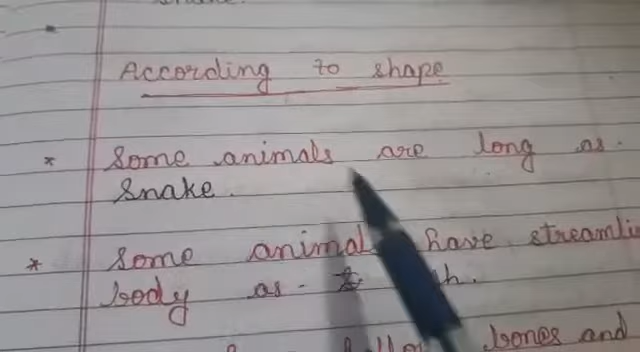 According to shape
* Some animals are long as
snake.
* Some animal have streamli
body as
bones and